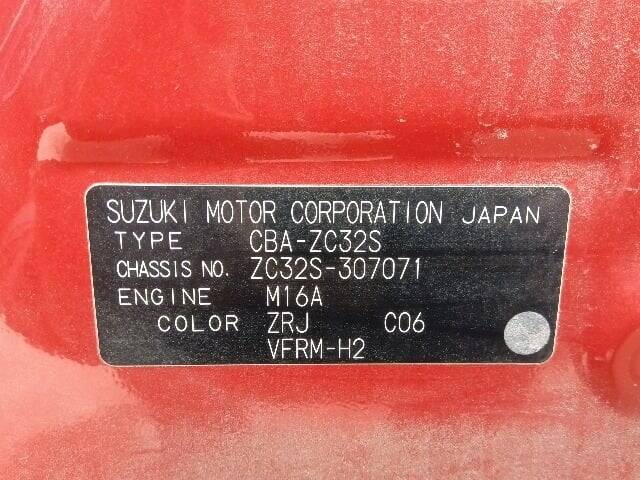 SUZUKI MOTOR CORPORATION JAPAN
TYPE CBA-ZC32S
CHASSIS NO. ZC32S-307071
ENGINE M16A
COLOR ZRJ C06
VFRM-H2